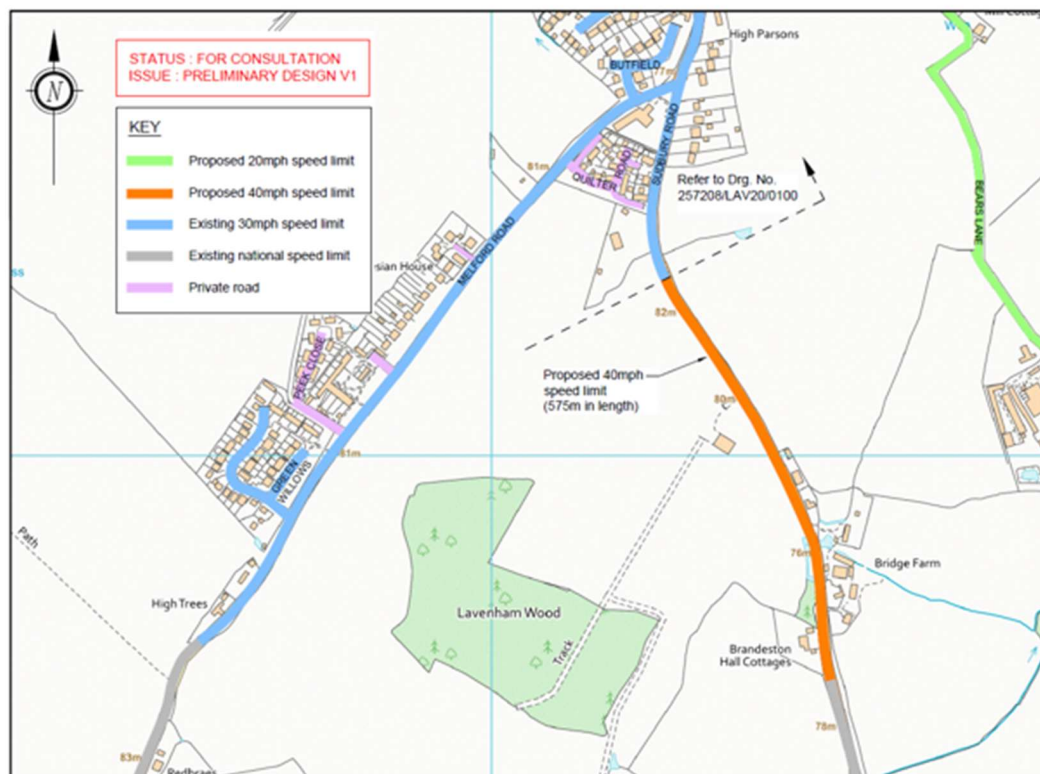 N
STATUS : FOR CONSULTATION
ISSUE : PRELIMINARY DESIGN V1
KEY
Proposed 20mph speed limit
Proposed 40mph speed limit
Existing 30mph speed limit
Existing national speed limit
Private road
High Parsons
BUTFIELD
77m
SUDBURY ROAD
81m
QUILTER ROAD
Refer to Drg. No.
257208/LAV20/0100
BEARS LANE
MELFORD ROAD
sian House
82m
PEEK CLOSE
Proposed 40mph
speed limit
(575m in length)
80m
81m
GREEN
WILLOWS
Path
76m
Bridge Farm
High Trees
Lavenham Wood
Track
Brandeston
Hall Cottages
78m
83m
Redbraes